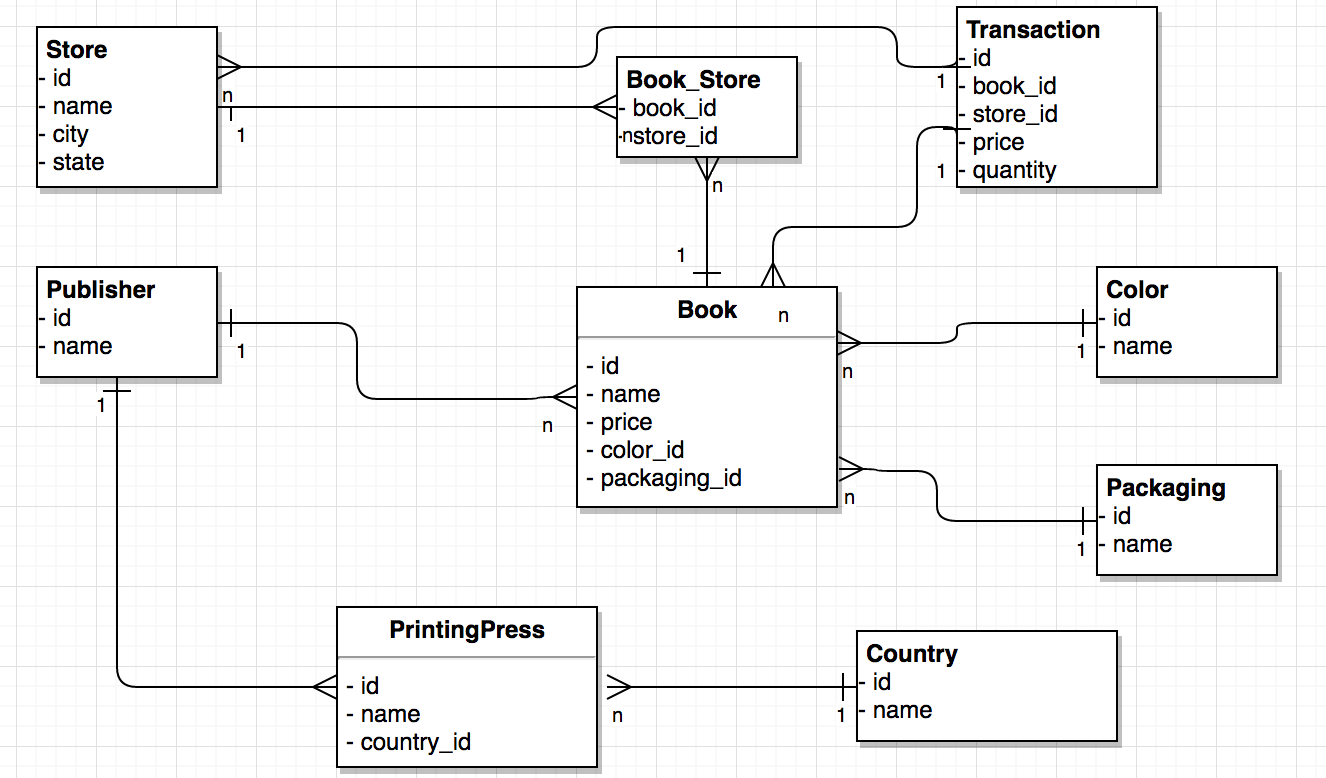 Store
- id
- name
- city
- state
n
1
Book_Store
- book_id
-nstore_id
n
1
Transaction
- id
- book_id
- store_id
- price
- quantity
1
1
Publisher
- id
- name
1
1
Book
n
- id
- name
- price
- color_id
- packaging_id
n
n
n
Color
- id
- name
1
Packaging
- id
- name
1
PrintingPress
- id
- name
- country_id
n
Country
- id
- name
1